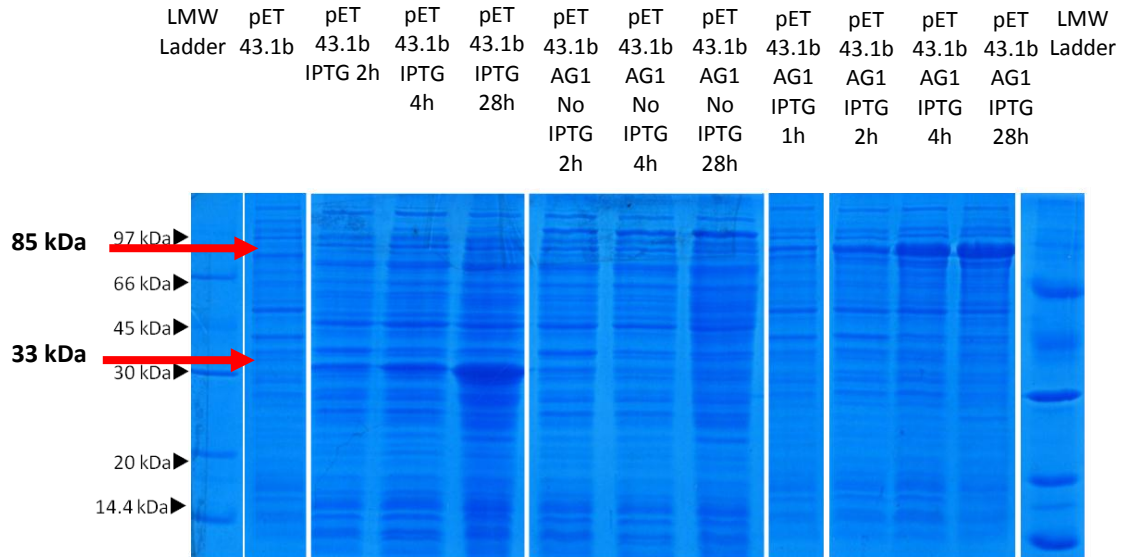 LMW
Ladder
pET
43.1b
pET
43.1b
IPTG 2h
pET
43.1b
IPTG
4h
pET
43.1b
IPTG
28h
pET
43.1b
AG1
No
IPTG
2h
pET
43.1b
AG1
No
IPTG
4h
pET
43.1b
AG1
No
IPTG
28h
pET
43.1b
AG1
IPTG
1h
pET
43.1b
AG1
IPTG
2h
pET
43.1b
AG1
IPTG
4h
pET
43.1b
AG1
IPTG
28h
LMW
Ladder
85 kDa
97 kDa
66 kDa
45 kDa
33 kDa
30 kDa
20 kDa
14.4 kDa